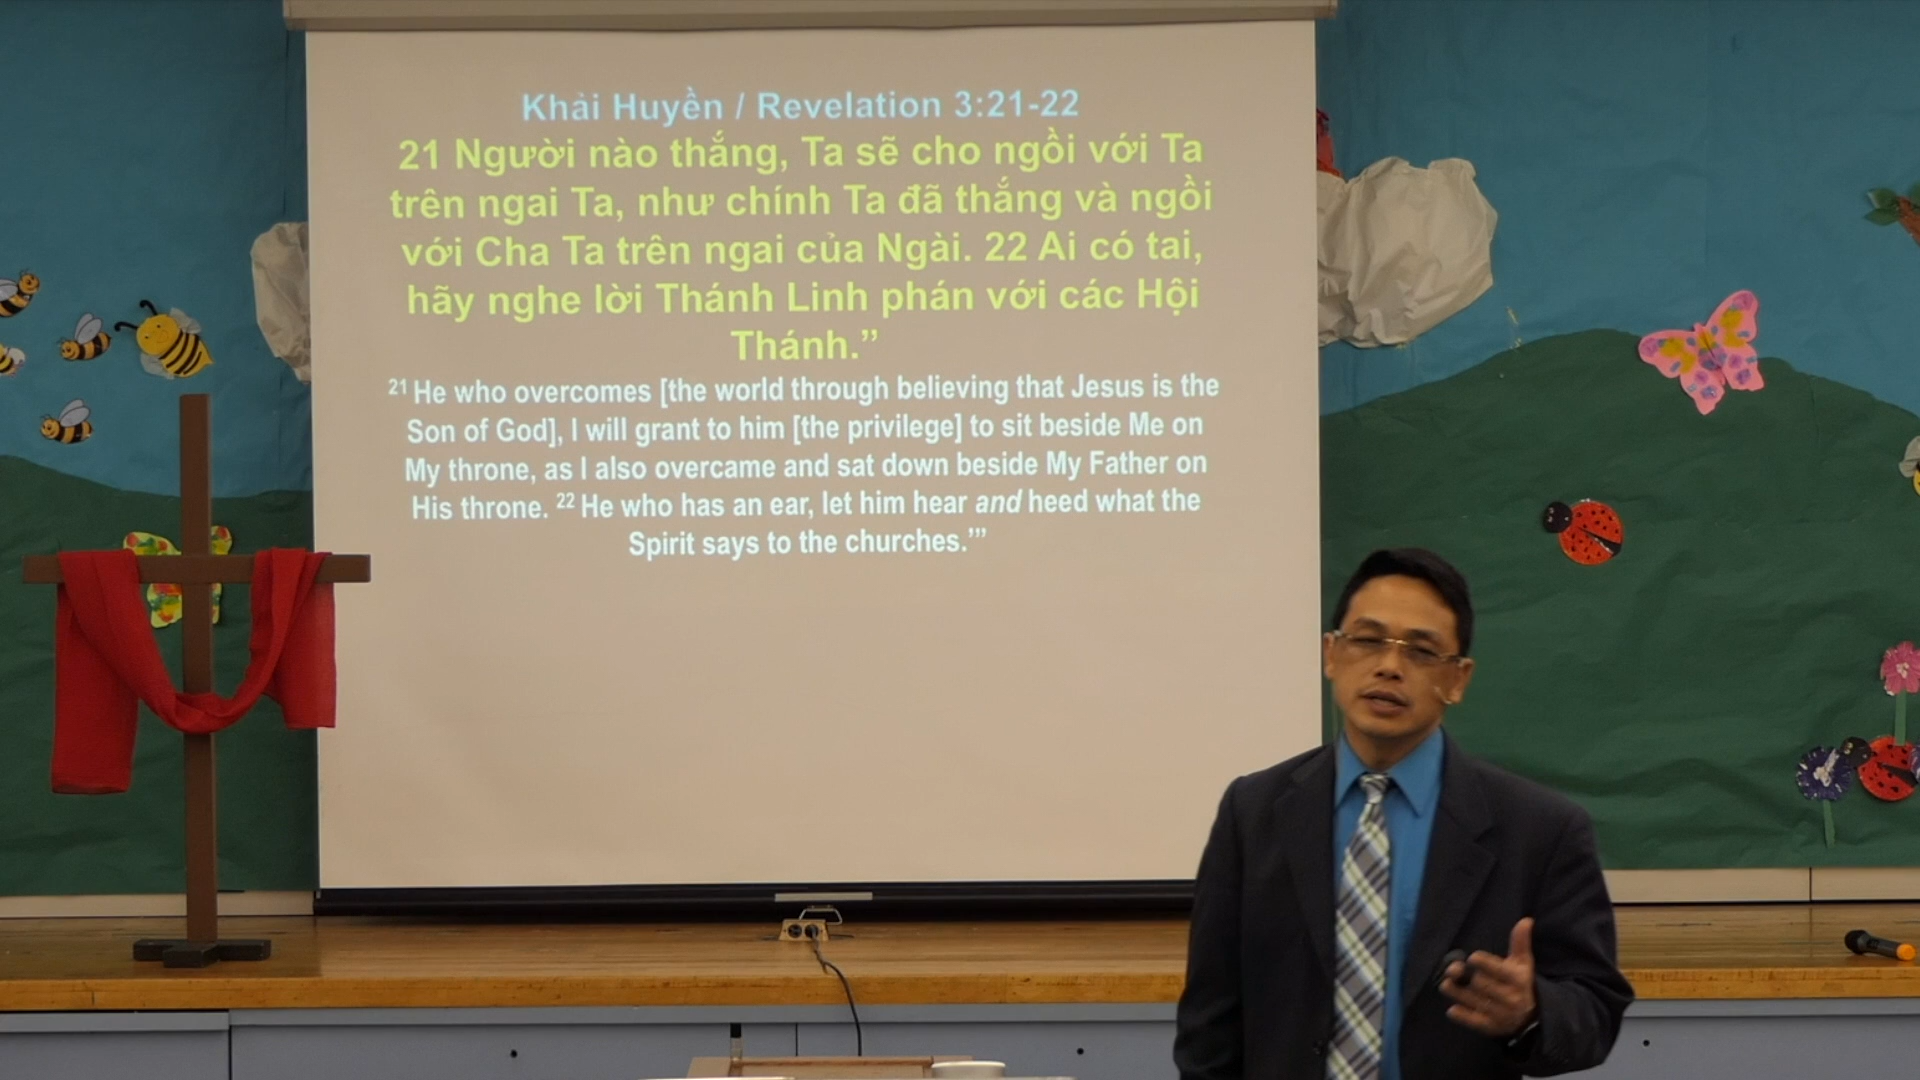 Khải Huyền / Revelation 3:21-22
21 Người nào thắng, Ta sẽ cho ngồi với Ta
trên ngai Ta, như chính Ta đã thắng và ngồi
với Cha Ta trên ngai của Ngài. 22 Ai có tai,
hãy nghe lời Thánh Linh phán với các Hội
Thánh.”
21 He who overcomes [the world through believing that Jesus is the
Son of God], I will grant to him [the privilege] to sit beside Me on
My throne, as I also overcame and sat down beside My Father on
His throne. 22 He who has an ear, let him hear and heed what the
Spirit says to the churches.’”